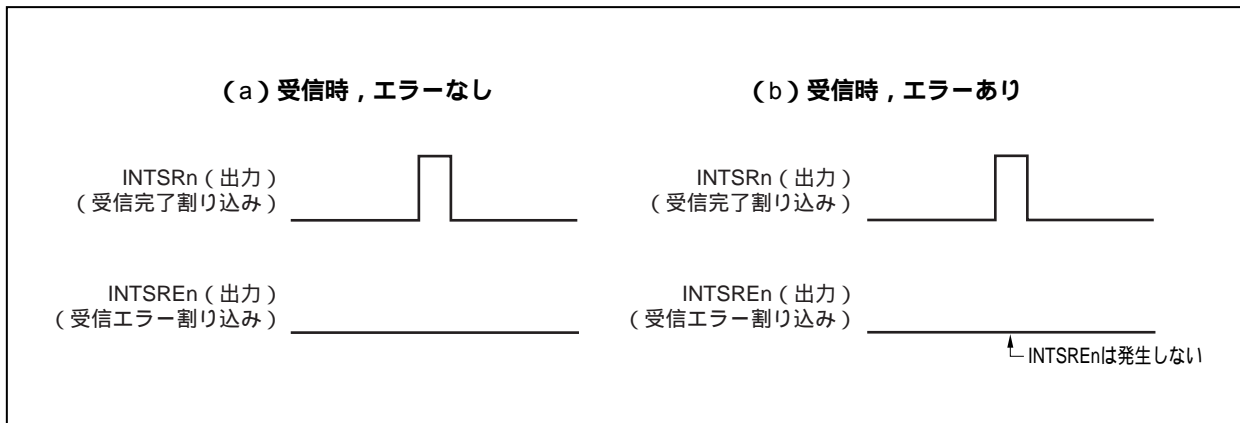 (a)受信時,エラーなし
INTSRn(出力)
(受信完了割り込み)
INTSREn(出力)
(受信エラー割り込み)
(b)受信時,エラーあり
INTSRn(出力)
(受信完了割り込み)
INTSREn(出力)
(受信エラー割り込み)
INTSREnは発生しない